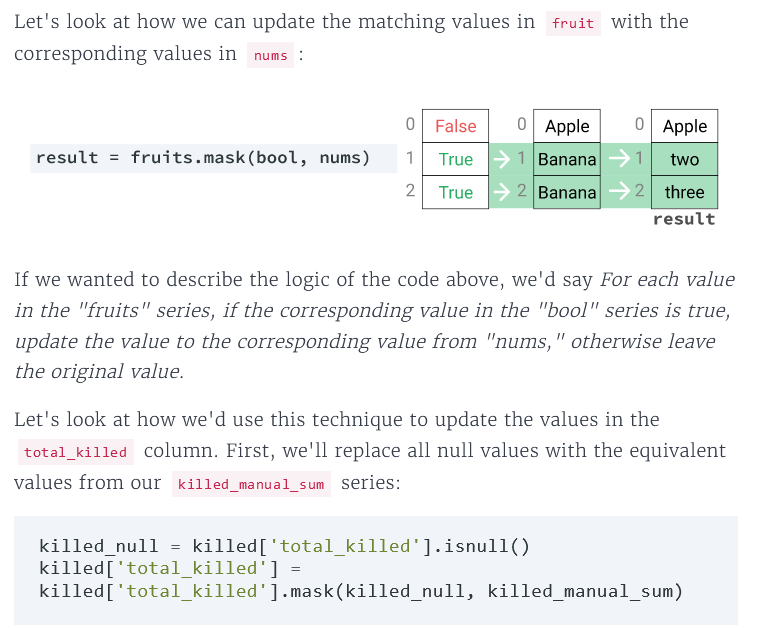 Let's look at how we can update the matching values in fruit with the
corresponding values in nums :
result = fruits.mask(bool, nums)
0 False 0 Apple 0 Apple
1 True 1 Banana 1 two
2 True 2 Banana 2 three
result
If we wanted to describe the logic of the code above, we'd say For each value
in the "fruits" series, if the corresponding value in the "bool" series is true,
update the value to the corresponding value from "nums," otherwise leave
the original value.
Let's look at how we'd use this technique to update the values in the
total_killed column. First, we'll replace all null values with the equivalent
values from our killed_manual_sum series:
killed_null = killed['total_killed'].isnull()
killed['total_killed'] =
killed['total_killed'].mask(killed_null, killed_manual_sum)